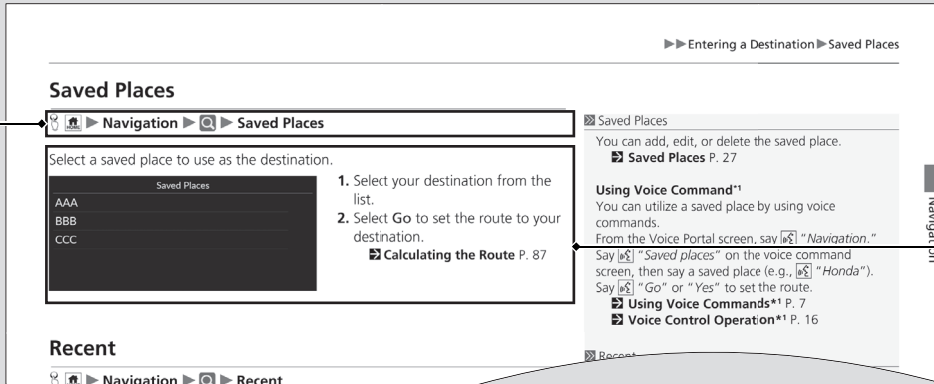 ▶▶Entering a Destination▶Saved Places
Saved Places
HOME ▶ Navigation ▶ ▶ Saved Places
Select a saved place to use as the destination.
Saved Places
AAA
BBB
CCC
1. Select your destination from the
list.
2. Select Go to set the route to your
destination.
Calculating the Route P. 87
Saved Places
You can add, edit, or delete the saved place.
Saved Places P. 27
Using Voice Command*1
You can utilize a saved place by using voice
commands.
From the Voice Portal screen, say "Navigation."
Say "Saved places" on the voice command
screen, then say a saved place (e.g., "Honda").
Say "Go" or "Yes" to set the route.
Using Voice Commands*1 P. 7
Voice Control Operation*1 P. 16
Navigation
Recent
HOME ▶ Navigation ▶ ▶ Recent
Recent